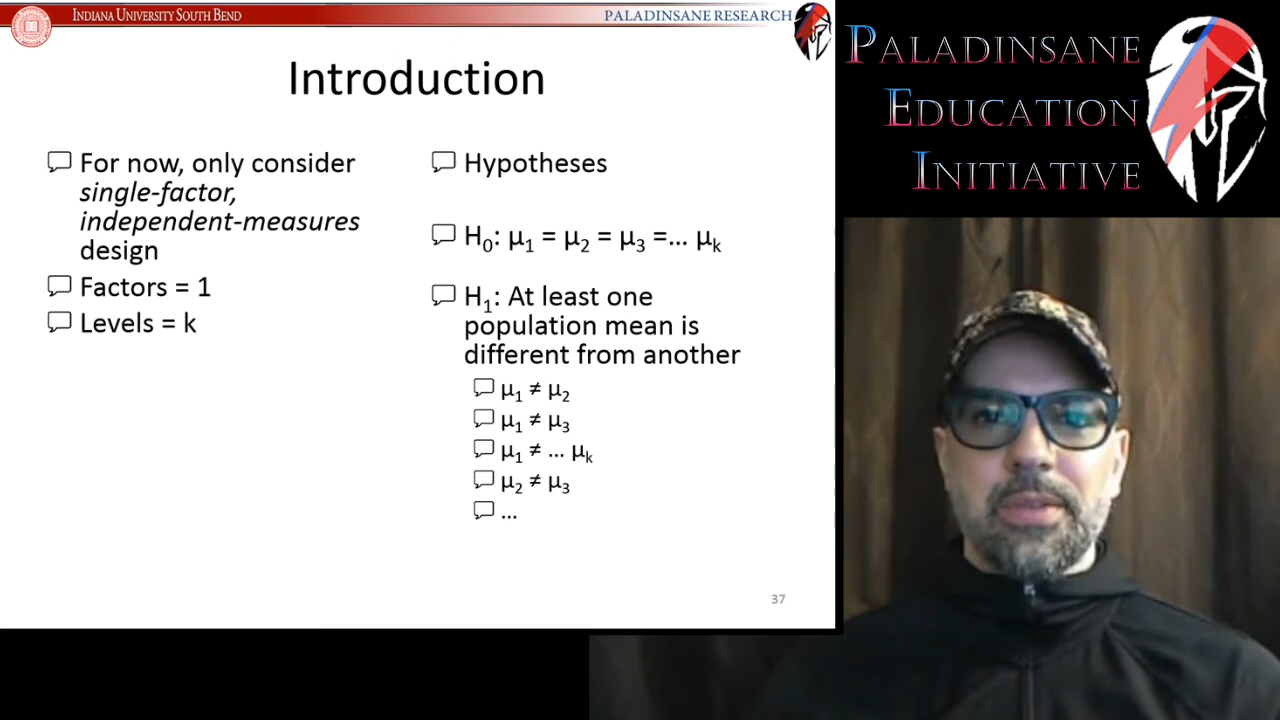 INDIANA UNIVERSITY SOUTH BEND
PALADINSANE RESEARCH
Introduction
For now, only consider
single-factor,
independent-measures
design
Factors = 1
Levels = k
Hypotheses
H₀: μ₁ = μ₂ = μ₃ =... μₖ
H₁: At least one
population mean is
different from another
μ₁ ≠ μ₂
μ₁ ≠ μ₃
μ₁ ≠ ... μₖ
μ₂ ≠ μ₃
...
37
PALADINSANE
EDUCATION
INITIATIVE